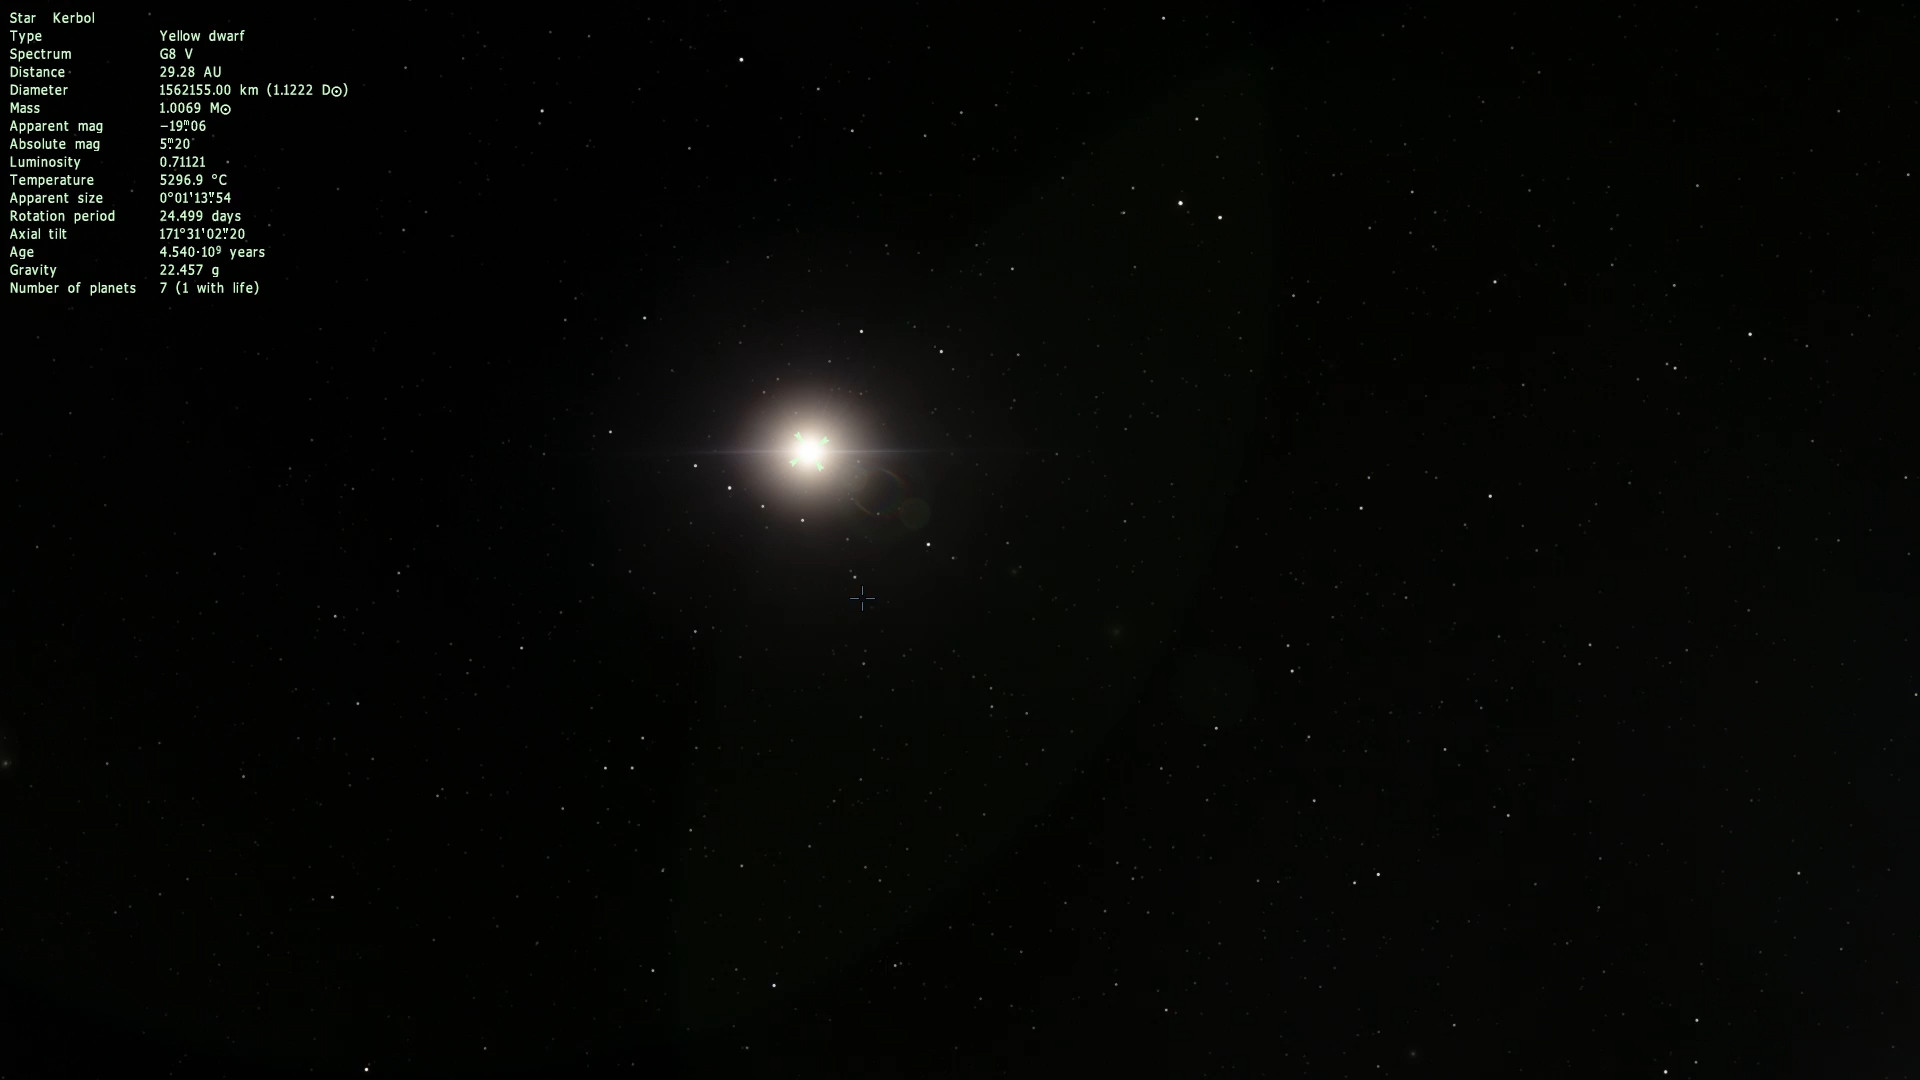 Star Kerbol
Type Yellow dwarf
Spectrum G8 V
Distance 29.28 AU
Diameter 1562155.00 km (1.1222 D☉)
Mass 1.0069 M☉
Apparent mag −19ᵐ.06
Absolute mag 5ᵐ.20
Luminosity 0.71121
Temperature 5296.9 °C
Apparent size 0°01'13".54
Rotation period 24.499 days
Axial tilt 171°31'02".20
Age 4.540·10⁹ years
Gravity 22.457 g
Number of planets 7 (1 with life)